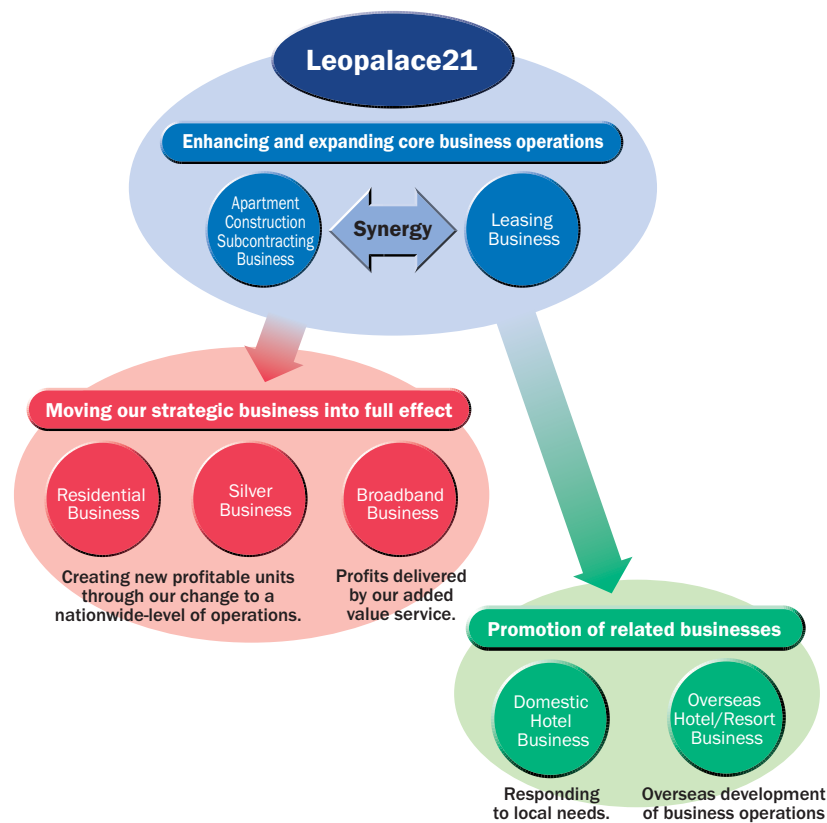 Leopalace21
Enhancing and expanding core business operations
Apartment
Construction
Subcontracting
Business
Synergy
Leasing
Business
Moving our strategic business into full effect
Residential
Business
Silver
Business
Broadband
Business
Creating new profitable units
through our change to a
nationwide-level of operations.
Profits delivered
by our added
value service.
Promotion of related businesses
Domestic
Hotel
Business
Overseas
Hotel/Resort
Business
Responding
to local needs.
Overseas development
of business operations